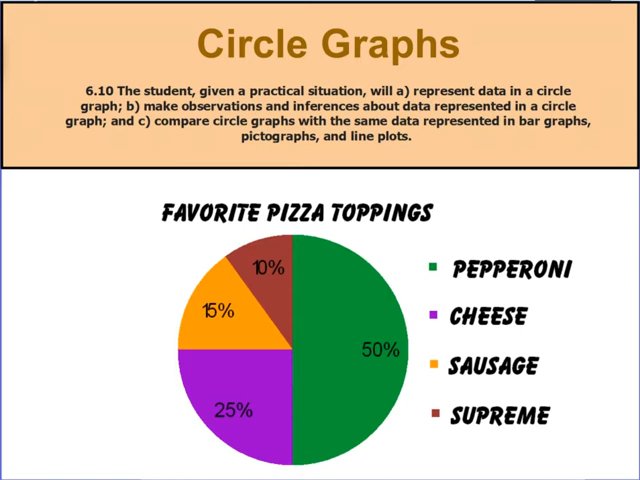 Circle Graphs
6.10 The student, given a practical situation, will a) represent data in a circle
graph; b) make observations and inferences about data represented in a circle
graph; and c) compare circle graphs with the same data represented in bar graphs,
pictographs, and line plots.
FAVORITE PIZZA TOPPINGS
10%
15%
50%
25%
PEPPERONI
CHEESE
SAUSAGE
SUPREME